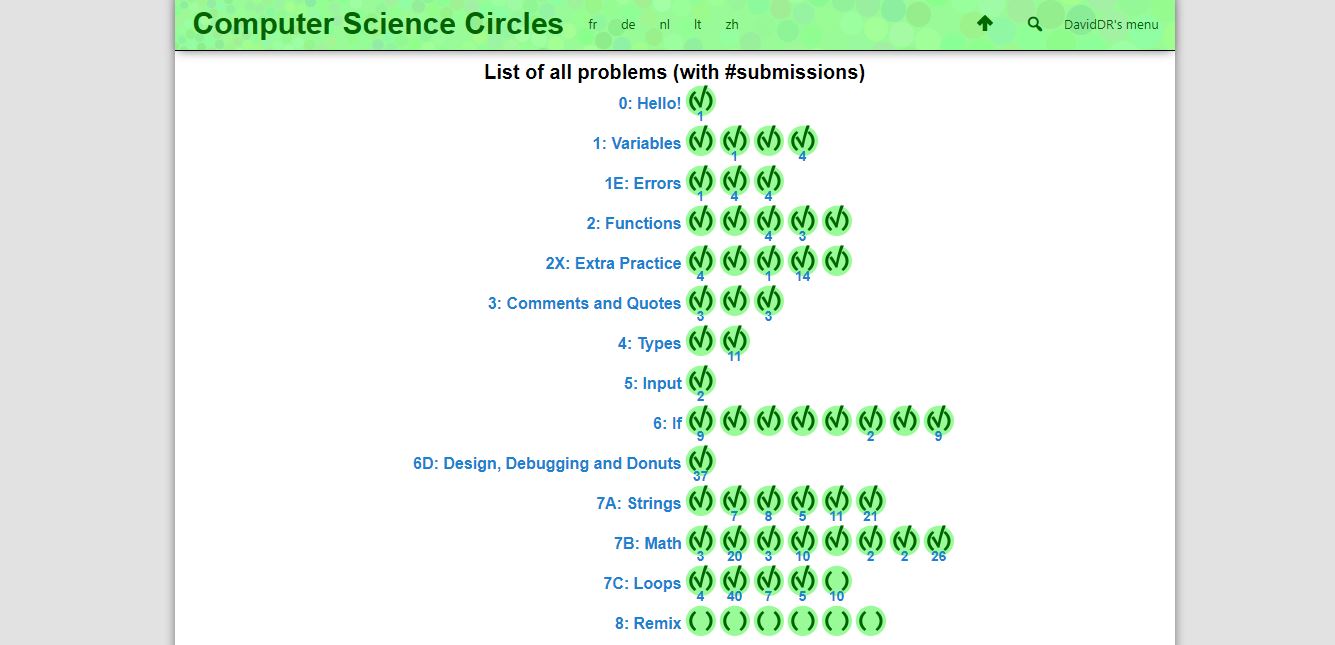 Computer Science Circles fr de nl lt zh DavidDR's menu
List of all problems (with #submissions)
0: Hello!
1
1: Variables
1 4
1E: Errors
1 4 4
2: Functions
4 3
2X: Extra Practice
4 1 14
3: Comments and Quotes
3 3
4: Types
11
5: Input
2
6: If
9 2 9
6D: Design, Debugging and Donuts
37
7A: Strings
7 8 5 11 21
7B: Math
3 20 3 10 2 2 26
7C: Loops
4 40 7 5 10
8: Remix